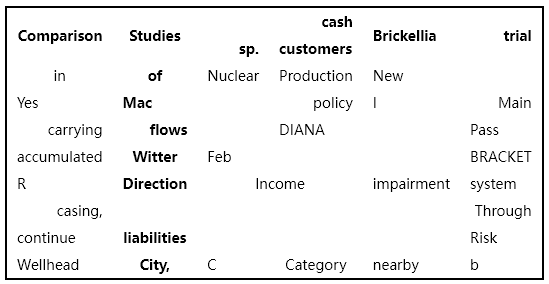 Comparison Studies sp. cash customers Brickellia trial
in of Nuclear Production New
Yes Mac policy I Main
carrying flows DIANA Pass
accumulated Witter Feb BRACKET
R Direction Income impairment system
casing, Through
continue liabilities Risk
Wellhead City, C Category nearby b